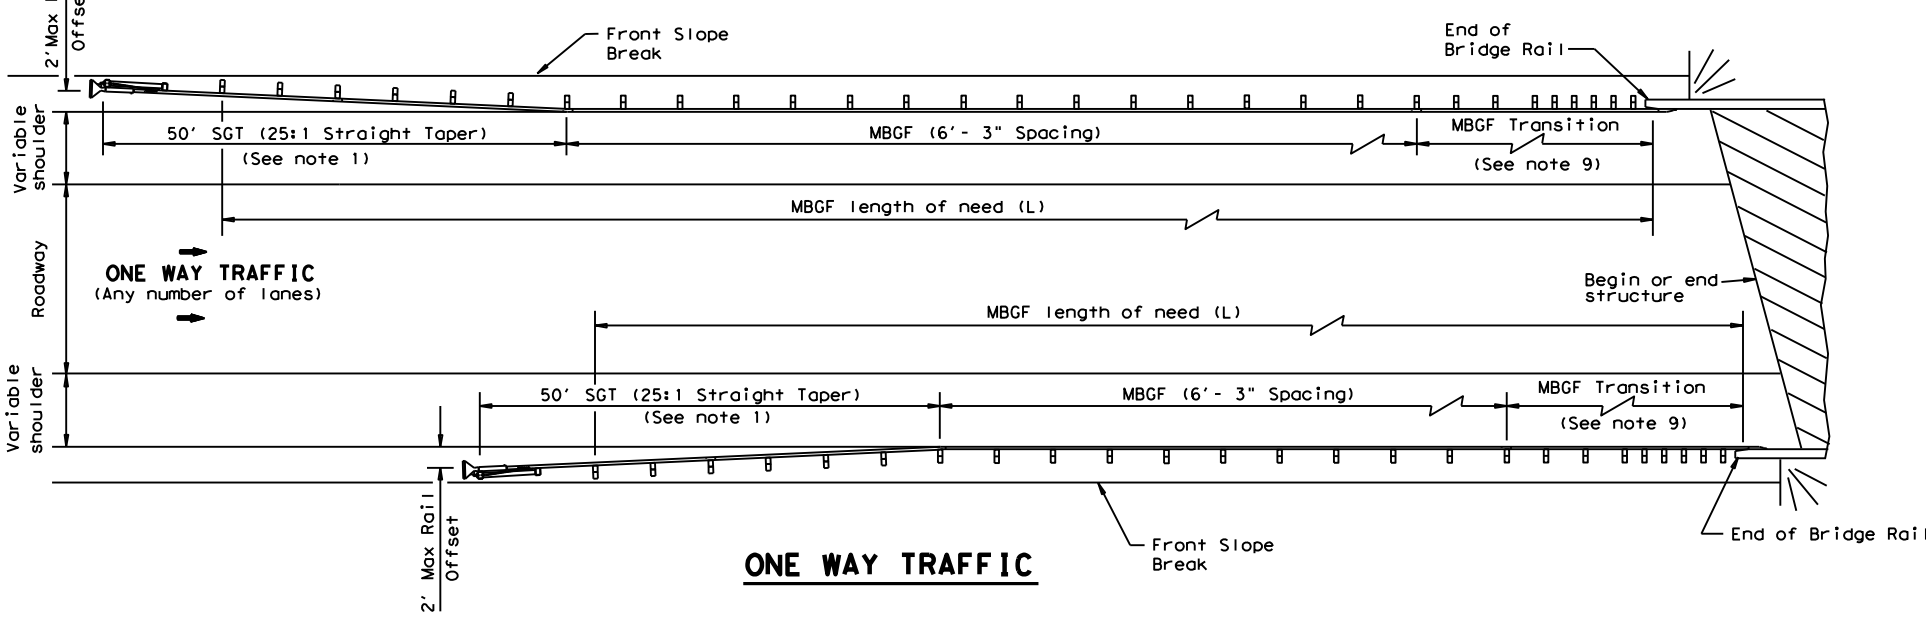 2' Max
Offset
Front Slope
Break
End of
Bridge Rail
Variable
shoulder
50' SGT (25:1 Straight Taper)
(See note 1)
MBGF (6'- 3" Spacing)
MBGF Transition
(See note 9)
MBGF length of need (L)
Roadway
ONE WAY TRAFFIC
(Any number of lanes)
Begin or end
structure
MBGF length of need (L)
Variable
shoulder
50' SGT (25:1 Straight Taper)
(See note 1)
MBGF (6'- 3" Spacing)
MBGF Transition
(See note 9)
2' Max Rail
Offset
Front Slope
Break
End of Bridge Rail
ONE WAY TRAFFIC